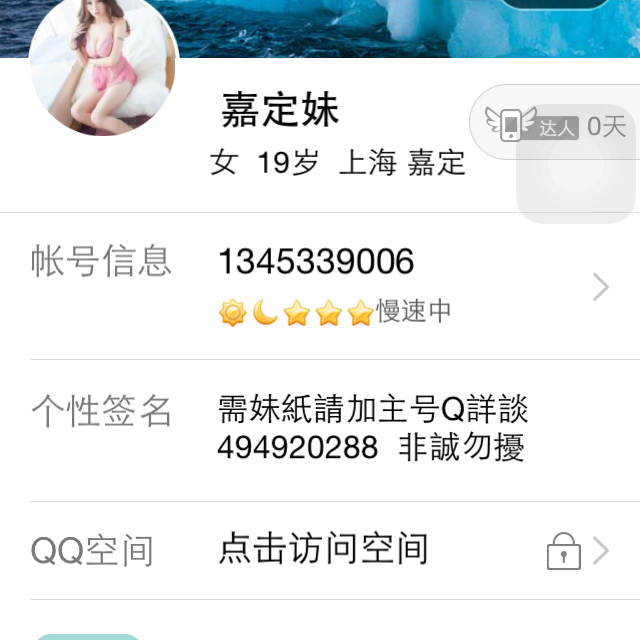 嘉定妹
达人 0天
女 19岁 上海 嘉定
帐号信息
1345339006
慢速中
个性签名
需妹紙請加主号Q詳談
494920288 非誠勿擾
QQ空间
点击访问空间